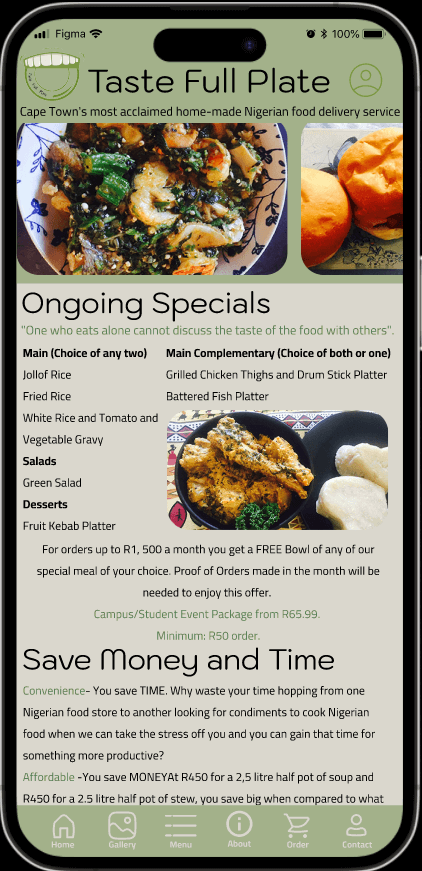 Figma 100%
Taste Full Plate
Cape Town's most acclaimed home-made Nigerian food delivery service
Ongoing Specials
"One who eats alone cannot discuss the taste of the food with others".
Main (Choice of any two)
Jollof Rice
Fried Rice
White Rice and Tomato and
Vegetable Gravy
Salads
Green Salad
Desserts
Fruit Kebab Platter
Main Complementary (Choice of both or one)
Grilled Chicken Thighs and Drum Stick Platter
Battered Fish Platter
For orders up to R1, 500 a month you get a FREE Bowl of any of our
special meal of your choice. Proof of Orders made in the month will be
needed to enjoy this offer.
Campus/Student Event Package from R65.99.
Minimum: R50 order.
Save Money and Time
Convenience- You save TIME. Why waste your time hopping from one
Nigerian food store to another looking for condiments to cook Nigerian
food when we can take the stress off you and you can gain that time for
something more productive?
Affordable -You save MONEYAt R450 for a 2,5 litre half pot of soup and
R450 for a 2.5 litre half pot of stew, you save big when compared to what
Home Gallery Menu About Order Contact